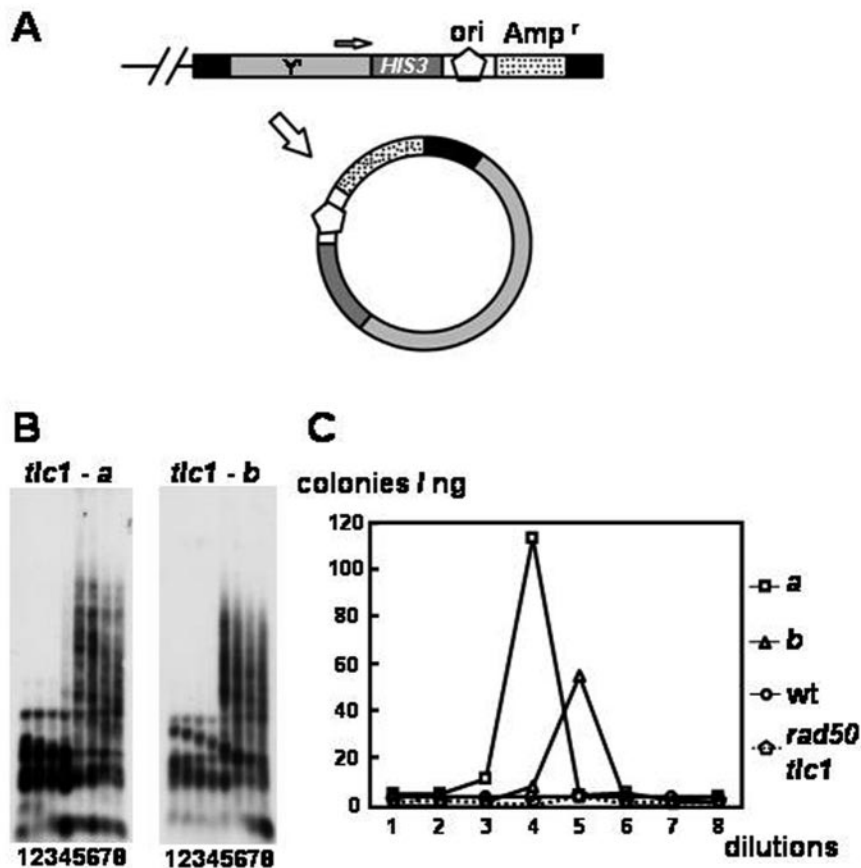 A
ori Amp r
Y' HIS3
B
tlc1 - a tlc1 - b
12345678 12345678
C
colonies / ng
120
100
80
60
40
20
0
1 2 3 4 5 6 7 8
dilutions
a
b
wt
rad50
tlc1